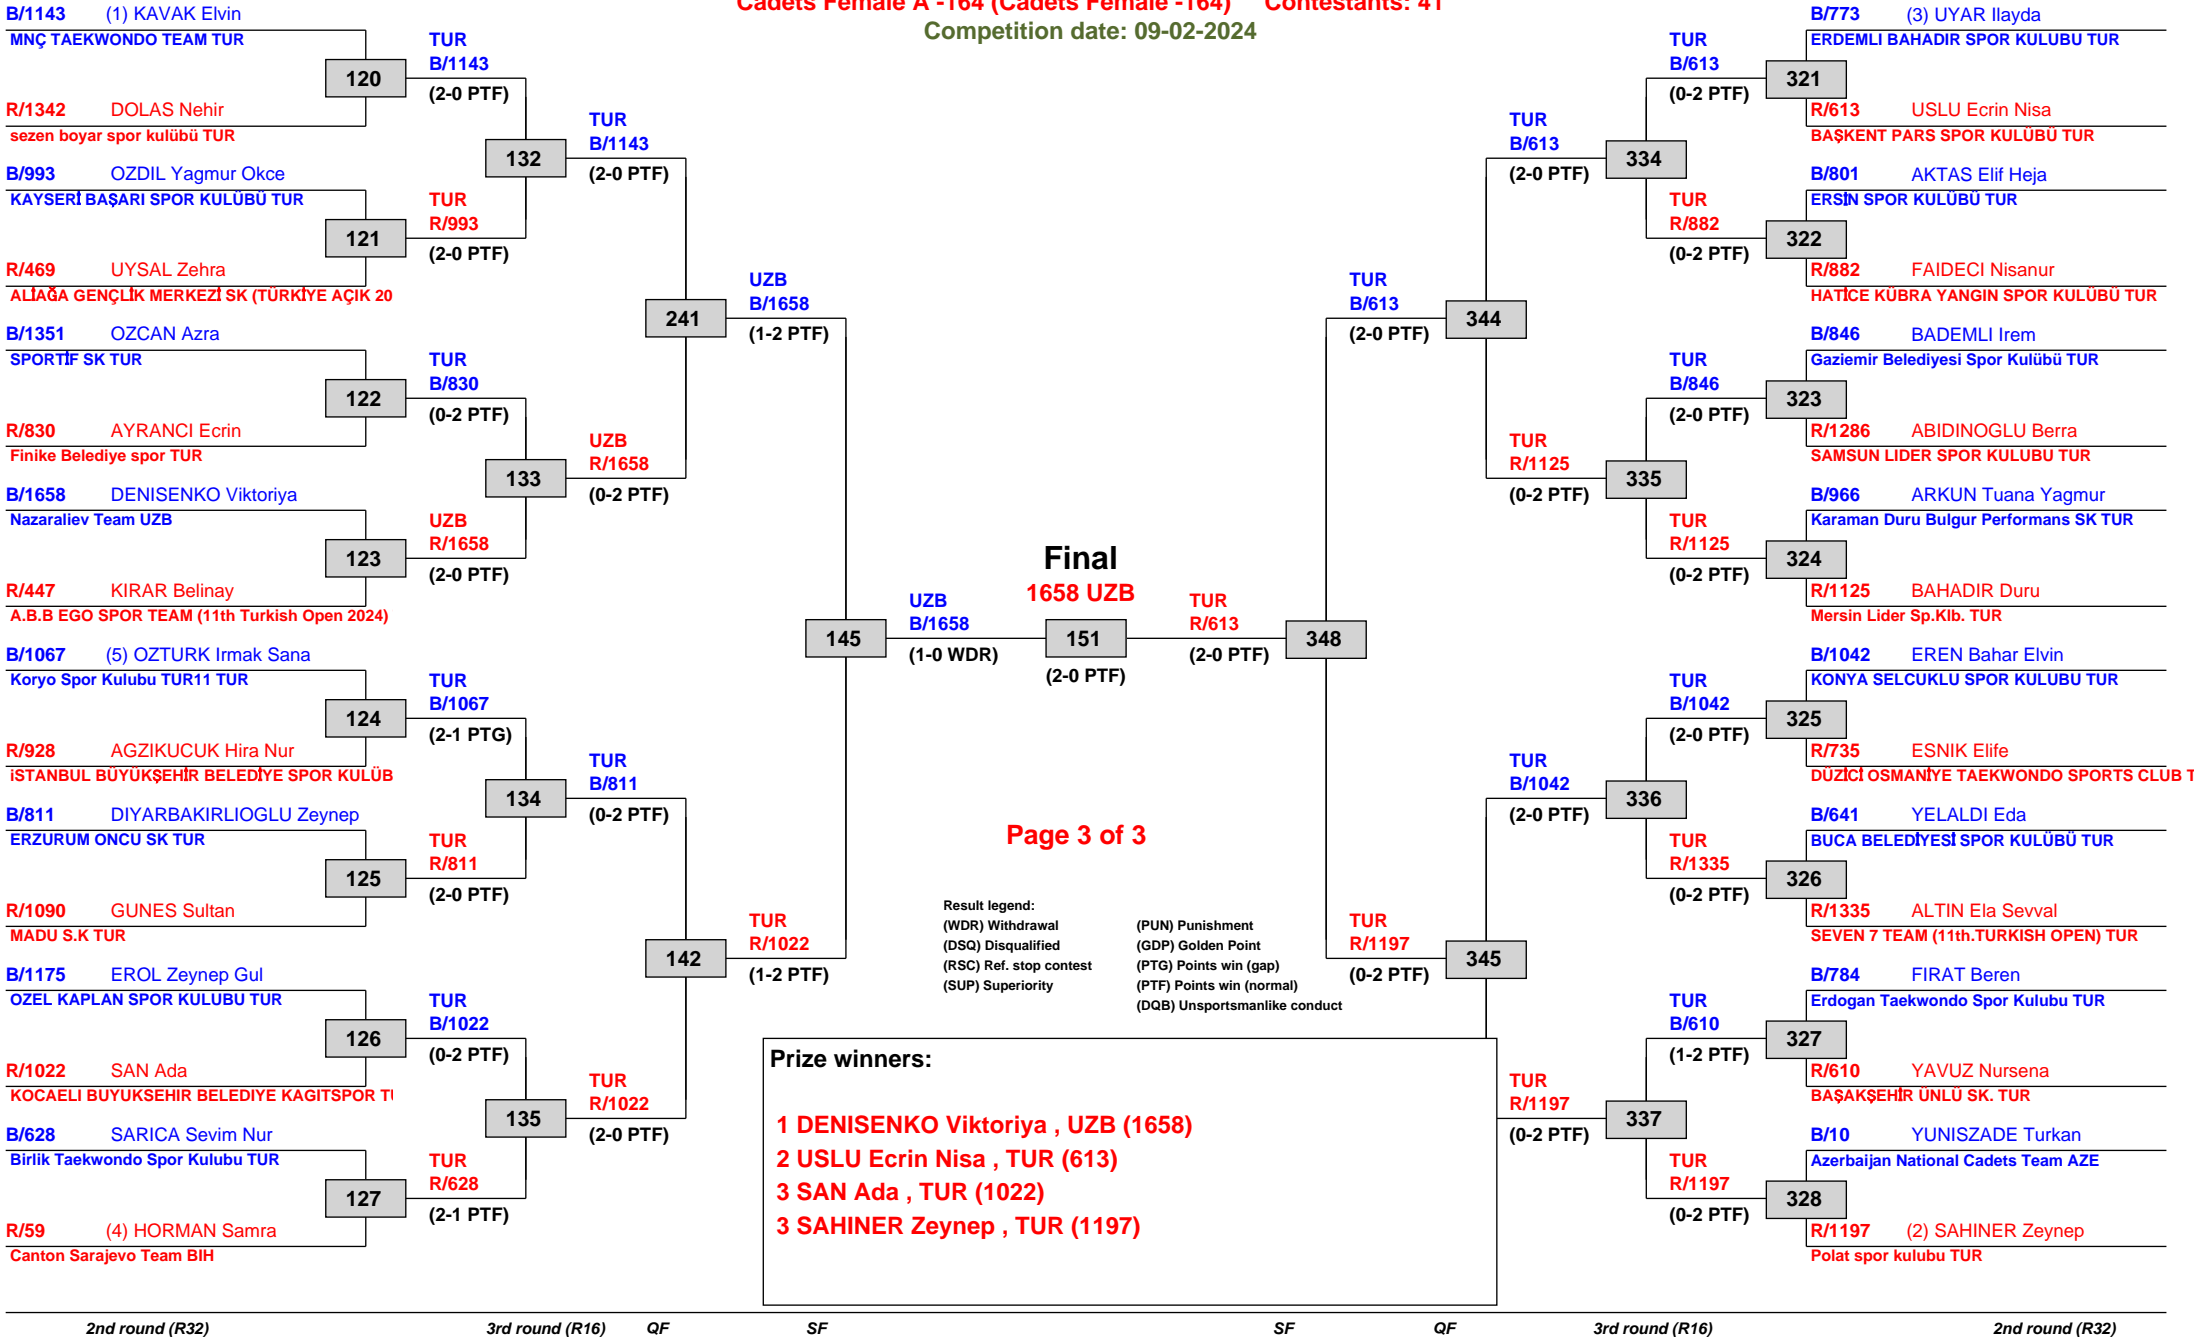 Cadets Female A -164 (Cadets Female -164) Contestants: 41
Competition date: 09-02-2024
B/1143 (1) KAVAK Elvin
MNÇ TAEKWONDO TEAM TUR
120
R/1342 DOLAS Nehir
sezen boyar spor kulübü TUR
B/993 OZDIL Yagmur Okce
KAYSERİ BAŞARI SPOR KULÜBÜ TUR
121
R/469 UYSAL Zehra
ALİAĞA GENÇLİK MERKEZİ SK (TÜRKİYE AÇIK 20
B/1351 OZCAN Azra
SPORTİF SK TUR
122
R/830 AYRANCI Ecrin
Finike Belediye spor TUR
B/1658 DENISENKO Viktoriya
Nazaraliev Team UZB
123
R/447 KIRAR Belinay
A.B.B EGO SPOR TEAM (11th Turkish Open 2024)
B/1067 (5) OZTURK Irmak Sana
Koryo Spor Kulubu TUR11 TUR
124
R/928 AGZIKUCUK Hira Nur
iSTANBUL BÜYÜKŞEHİR BELEDİYE SPOR KULÜB
B/811 DIYARBAKIRLIOGLU Zeynep
ERZURUM ONCU SK TUR
125
R/1090 GUNES Sultan
MADU S.K TUR
B/1175 EROL Zeynep Gul
OZEL KAPLAN SPOR KULUBU TUR
126
R/1022 SAN Ada
KOCAELI BUYUKSEHIR BELEDIYE KAGITSPOR TU
B/628 SARICA Sevim Nur
Birlik Taekwondo Spor Kulubu TUR
127
R/59 (4) HORMAN Samra
Canton Sarajevo Team BIH
TUR
B/1143
(2-0 PTF)
132
TUR
R/993
(2-0 PTF)
TUR
B/830
(0-2 PTF)
133
UZB
R/1658
(2-0 PTF)
TUR
B/1067
(2-1 PTG)
134
TUR
R/811
(2-0 PTF)
TUR
B/1022
(0-2 PTF)
135
TUR
R/628
(2-1 PTF)
TUR
B/1143
(2-0 PTF)
241
UZB
R/1658
(0-2 PTF)
TUR
B/811
(0-2 PTF)
142
TUR
R/1022
(2-0 PTF)
UZB
B/1658
(1-2 PTF)
145
TUR
R/1022
(1-2 PTF)
UZB
B/1658
(1-0 WDR)
Final
1658 UZB
151
(2-0 PTF)
TUR
R/613
(2-0 PTF)
348
TUR
B/613
(2-0 PTF)
344
TUR
R/1197
(0-2 PTF)
345
TUR
B/613
(2-0 PTF)
334
TUR
R/1125
(0-2 PTF)
335
TUR
B/1042
(2-0 PTF)
336
TUR
R/1197
(0-2 PTF)
337
TUR
B/613
(0-2 PTF)
321
TUR
R/882
(0-2 PTF)
322
TUR
B/846
(2-0 PTF)
323
TUR
R/1125
(0-2 PTF)
324
TUR
B/1042
(2-0 PTF)
325
TUR
R/1335
(0-2 PTF)
326
TUR
B/610
(1-2 PTF)
327
TUR
R/1197
(0-2 PTF)
328
B/773 (3) UYAR Ilayda
ERDEMLI BAHADIR SPOR KULUBU TUR
R/613 USLU Ecrin Nisa
BAŞKENT PARS SPOR KULÜBÜ TUR
B/801 AKTAS Elif Heja
ERSİN SPOR KULÜBÜ TUR
R/882 FAIDECI Nisanur
HATİCE KÜBRA YANGIN SPOR KULÜBÜ TUR
B/846 BADEMLI Irem
Gaziemir Belediyesi Spor Kulübü TUR
R/1286 ABIDINOGLU Berra
SAMSUN LIDER SPOR KULUBU TUR
B/966 ARKUN Tuana Yagmur
Karaman Duru Bulgur Performans SK TUR
R/1125 BAHADIR Duru
Mersin Lider Sp.Klb. TUR
B/1042 EREN Bahar Elvin
KONYA SELCUKLU SPOR KULUBU TUR
R/735 ESNIK Elife
DÜZİCİ OSMANİYE TAEKWONDO SPORTS CLUB T
B/641 YELALDI Eda
BUCA BELEDİYESİ SPOR KULÜBÜ TUR
R/1335 ALTIN Ela Sevval
SEVEN 7 TEAM (11th.TURKISH OPEN) TUR
B/784 FIRAT Beren
Erdogan Taekwondo Spor Kulubu TUR
R/610 YAVUZ Nursena
BAŞAKŞEHİR ÜNLÜ SK. TUR
B/10 YUNISZADE Turkan
Azerbaijan National Cadets Team AZE
R/1197 (2) SAHINER Zeynep
Polat spor kulubu TUR
Page 3 of 3
Result legend:
(WDR) Withdrawal (PUN) Punishment
(DSQ) Disqualified (GDP) Golden Point
(RSC) Ref. stop contest (PTG) Points win (gap)
(SUP) Superiority (PTF) Points win (normal)
(DQB) Unsportsmanlike conduct
Prize winners:
1 DENISENKO Viktoriya , UZB (1658)
2 USLU Ecrin Nisa , TUR (613)
3 SAN Ada , TUR (1022)
3 SAHINER Zeynep , TUR (1197)
2nd round (R32) 3rd round (R16) QF SF SF QF 3rd round (R16) 2nd round (R32)